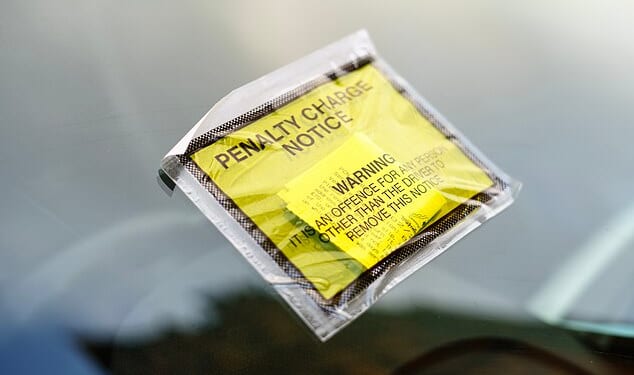 PENALTY CHARGE
NOTICE
WARNING
IT IS AN OFFENCE FOR ANY PERSON
OTHER THAN THE DRIVER TO
REMOVE THIS NOTICE